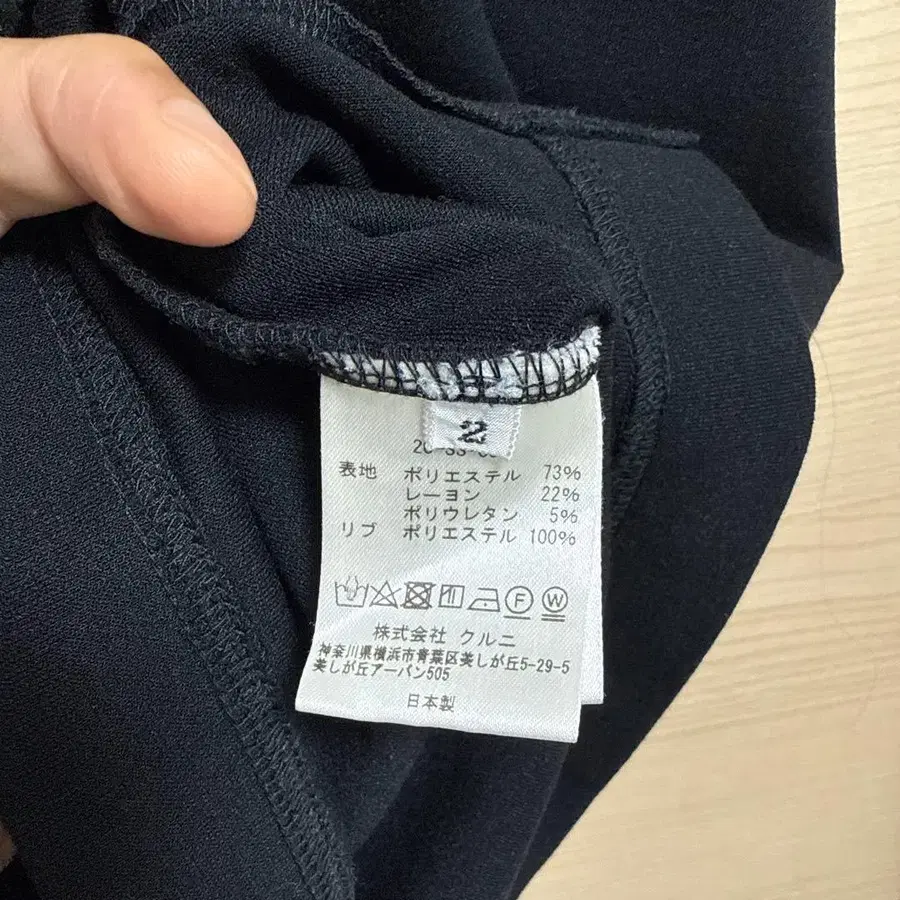 2
表地 ポリエステル 73%
レーヨン 22%
ポリウレタン 5%
リブ ポリエステル 100%
F W
株式会社 クルニ
神奈川県横浜市青葉区美しが丘5-29-5
美しが丘アーバン505
日本製